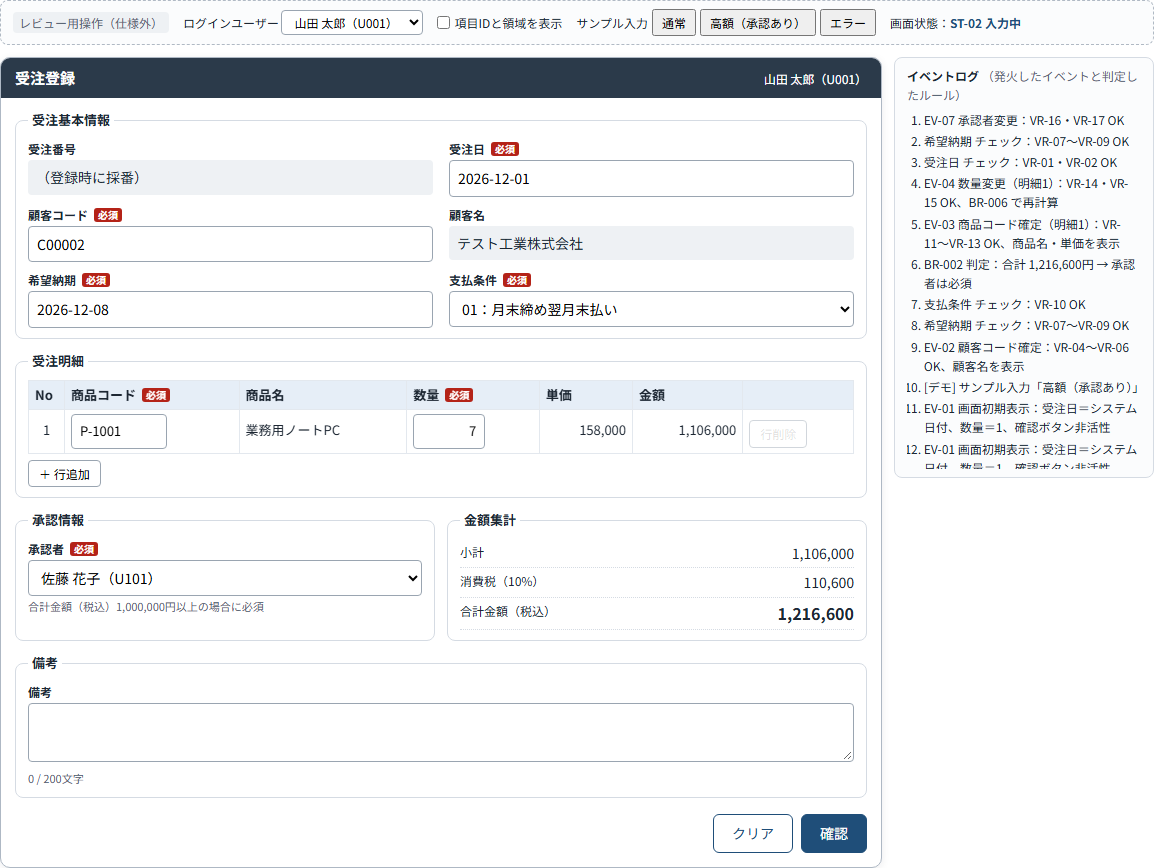 レビュー用操作（仕様外） ログインユーザー 山田 太郎（U001） 項目IDと領域を表示 サンプル入力 通常 高額（承認あり） エラー 画面状態：ST-02 入力中
受注登録 山田 太郎（U001）
受注基本情報
受注番号
（登録時に採番）
受注日 必須
2026-12-01
顧客コード 必須
C00002
顧客名
テスト工業株式会社
希望納期 必須
2026-12-08
支払条件 必須
01：月末締め翌月末払い
受注明細
No 商品コード 必須 商品名 数量 必須 単価 金額
1 P-1001 業務用ノートPC 7 158,000 1,106,000 行削除
＋ 行追加
承認情報
承認者 必須
佐藤 花子（U101）
合計金額（税込）1,000,000円以上の場合に必須
金額集計
小計 1,106,000
消費税（10%） 110,600
合計金額（税込） 1,216,600
備考
備考
0 / 200文字
クリア 確認
イベントログ （発火したイベントと判定し
たルール）
1. EV-07 承認者変更：VR-16・VR-17 OK
2. 希望納期 チェック：VR-07～VR-09 OK
3. 受注日 チェック：VR-01・VR-02 OK
4. EV-04 数量変更（明細1）：VR-14・VR-
15 OK、BR-006 で再計算
5. EV-03 商品コード確定（明細1）：VR-
11～VR-13 OK、商品名・単価を表示
6. BR-002 判定：合計 1,216,600円 → 承認
者は必須
7. 支払条件 チェック：VR-10 OK
8. 希望納期 チェック：VR-07～VR-09 OK
9. EV-02 顧客コード確定：VR-04～VR-06
OK、顧客名を表示
10. [デモ] サンプル入力「高額（承認あり）」
11. EV-01 画面初期表示：受注日＝システム
日付、数量＝1、確認ボタン非活性
12. EV-01 画面初期表示：受注日＝システム
日付、数量＝1、確認ボタン非活性